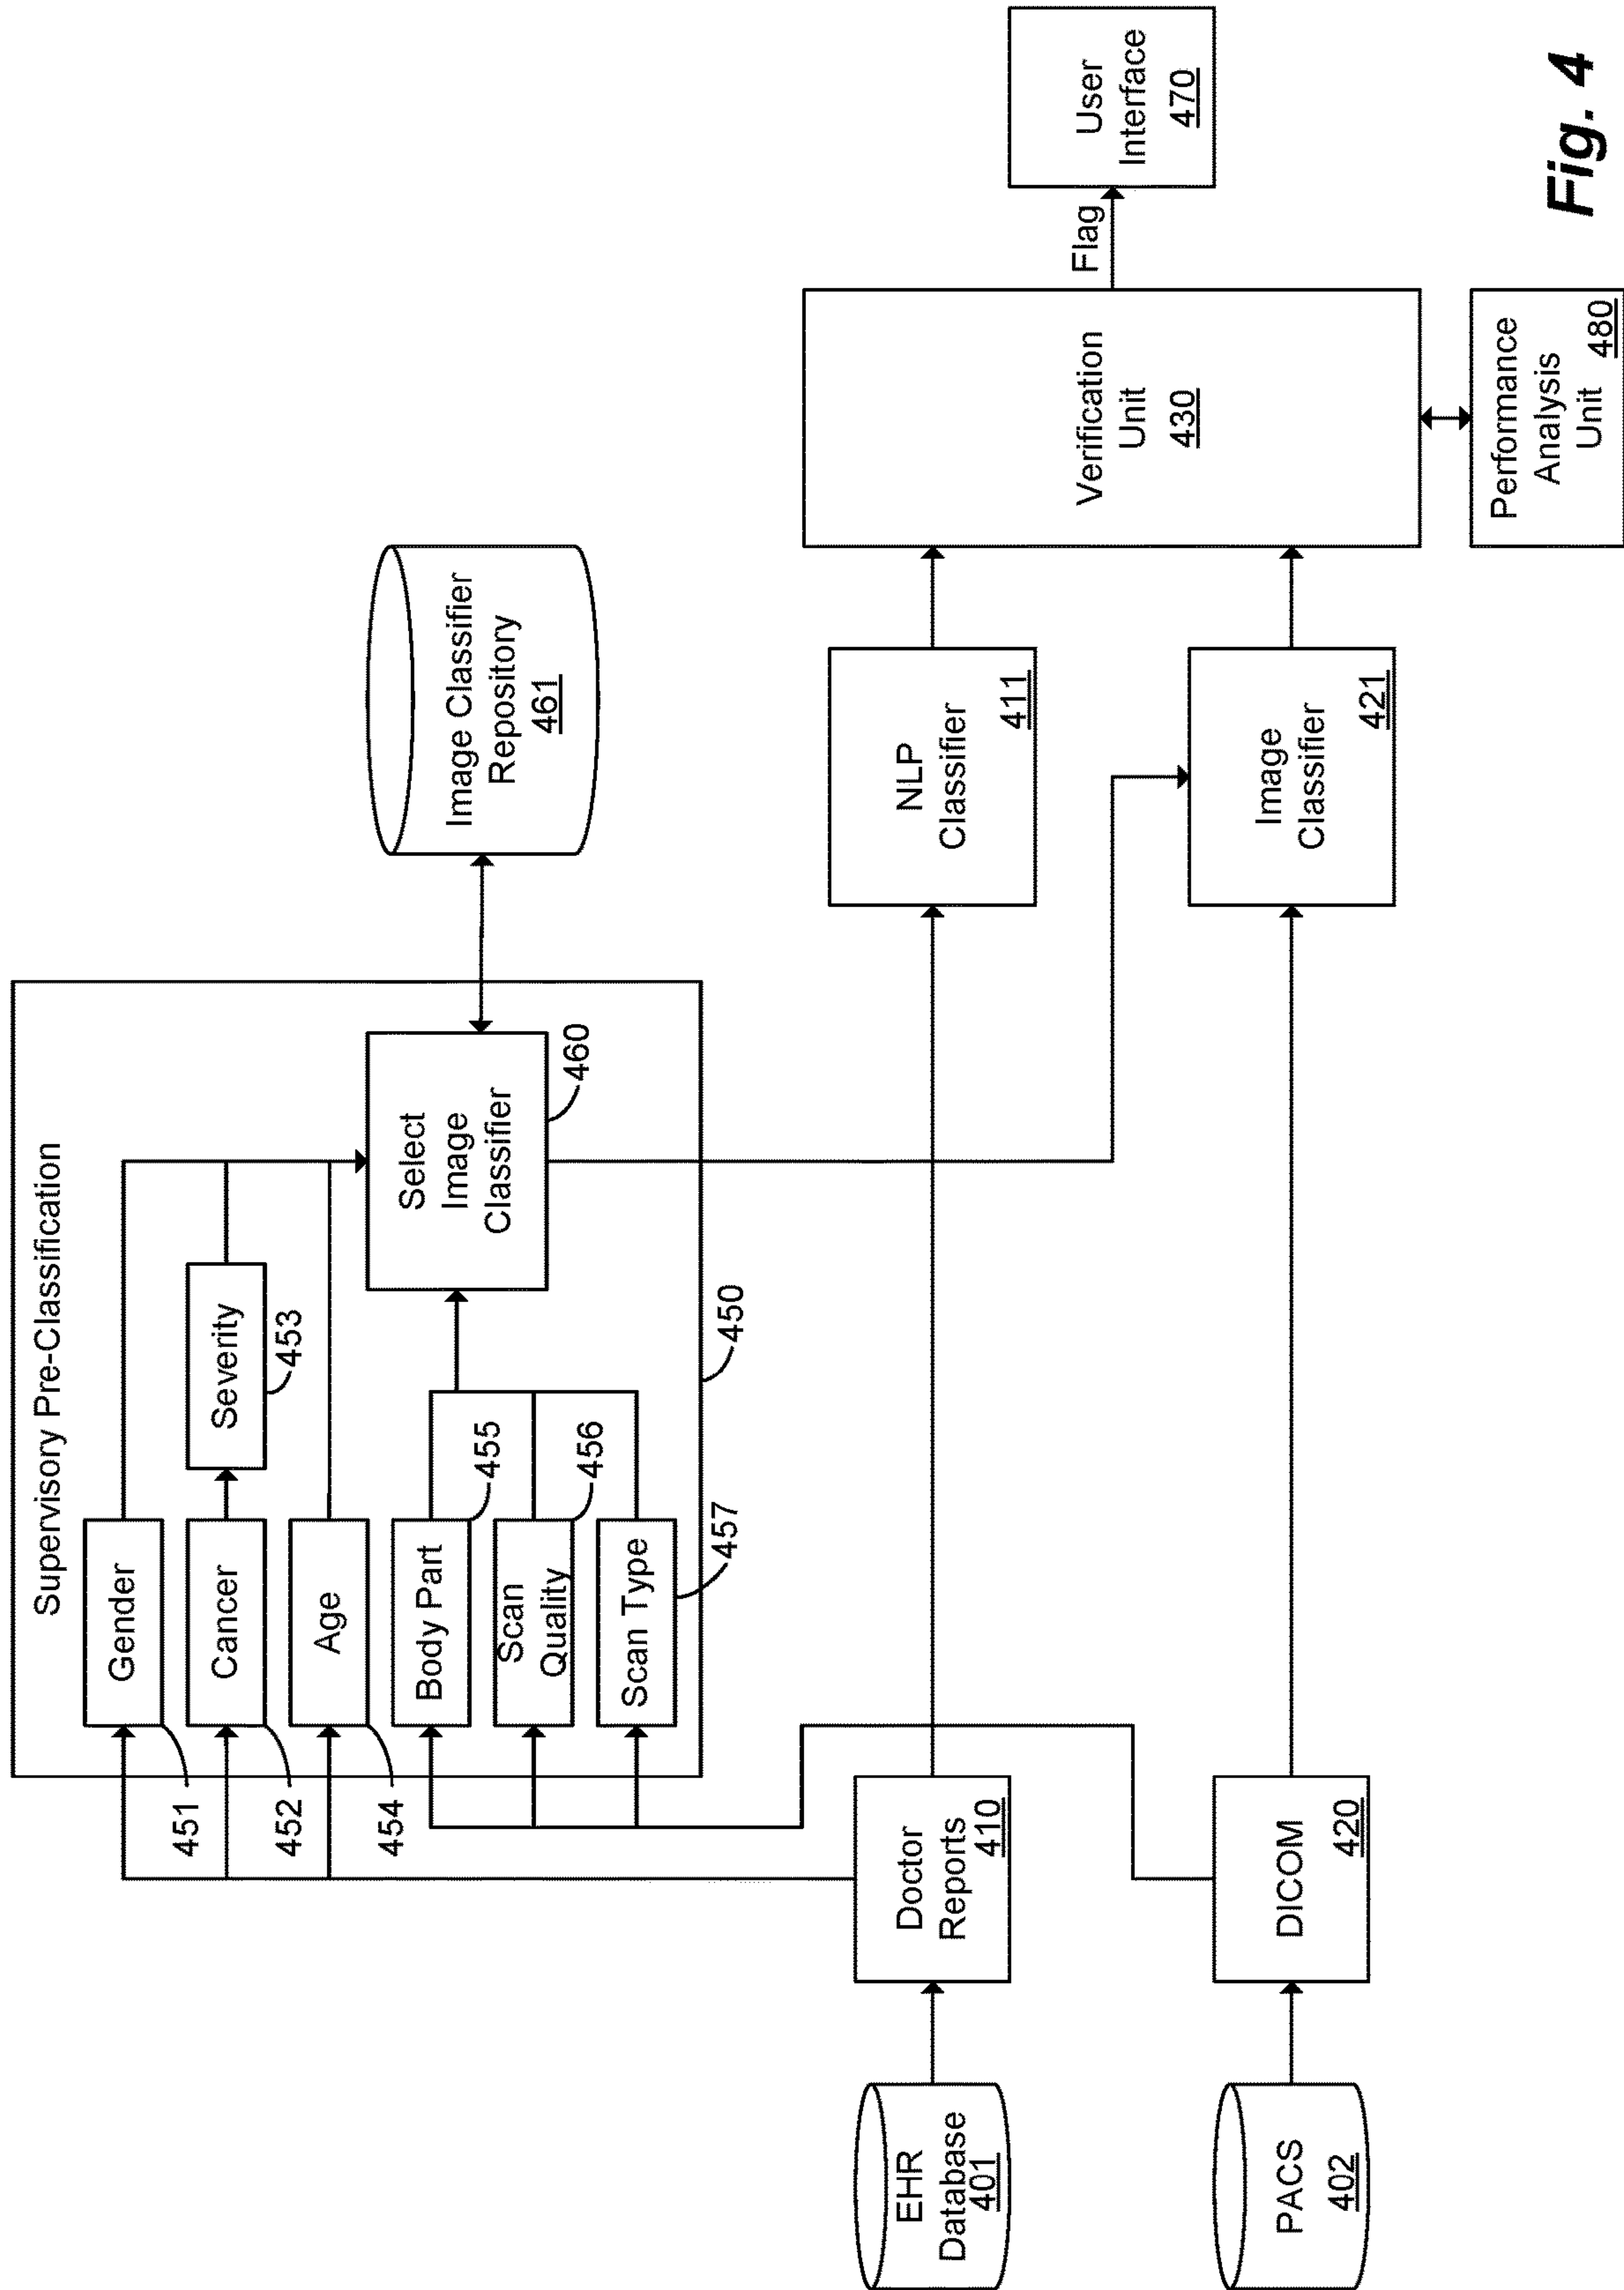 Supervisory Pre-Classification
Gender
451
Cancer
452
Severity
453
Age
454
Body Part
455
Scan
Quality
456
Scan Type
457
450
Select
Image
Classifier
460
Image Classifier
Repository
461
EHR
Database
401
Doctor
Reports
410
NLP
Classifier
411
PACS
402
DICOM
420
Image
Classifier
421
Verification
Unit
430
Flag
User
Interface
470
Performance
Analysis
Unit
480
Fig. 4